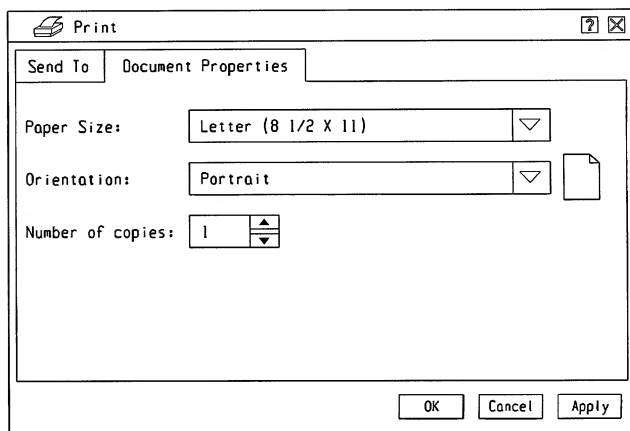 Print ?
Send To Document Properties
Paper Size: Letter (8 1/2 X 11)
Orientation: Portrait
Number of copies: 1
OK Cancel Apply